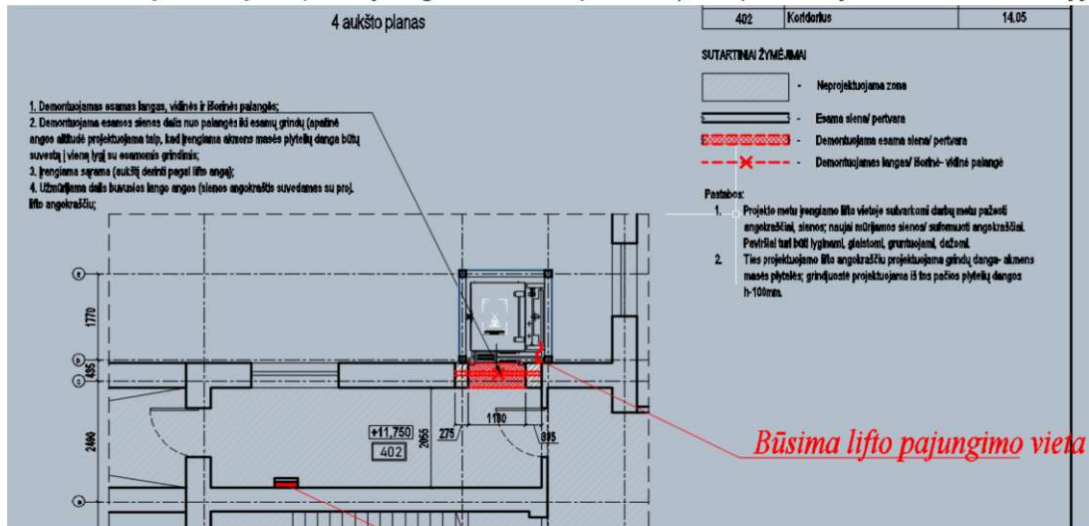 4 aukšto planas
402 Koridorius 14.05
SUTARTINIAI ŽYMĖJIMAI
- Neprojektuojama zona
- Esama siena/ pertvara
- Demontuojama esama siena/ pertvara
- Demontuojamas langas/ išorinė- vidinė palangė
Pastabos:
1. Projekto metu įrengiamo lifto vietoje sutvarkomi darbų metu pažeisti
angokraščiai, sienos; naujai mūrijamos sienos/ suformuoti angokraščiai.
Paviršiai turi būti lyginami, glaistomi, gruntuojami, dažomi.
2. Ties projektuojamo lifto angokraščiu projektuojama grindų danga- akmens
masės plytelės; grindjuostė projektuojama iš tos pačios plytelių dangos
h-100mm.
1. Demontuojamas esamas langas, vidinės ir išorinės palangės;
2. Demontuojama esamos sienos dalis nuo palangės iki esamų grindų (apatinė
angos altitudė projektuojama taip, kad įrengiama akmens masės plytelių danga būtų
suvesta į vieną lygį su esamomis grindimis;
3. Įrengiama sąrama (aukštį derinti pagal lifto angą);
4. Užmūrijama dalis buvusios lango angos (sienos angokraštis suvedamas su proj.
lifto angokraščiu;
1770
485
2490
+11,750
402
2055
275
1180
395
Būsima lifto pajungimo vieta